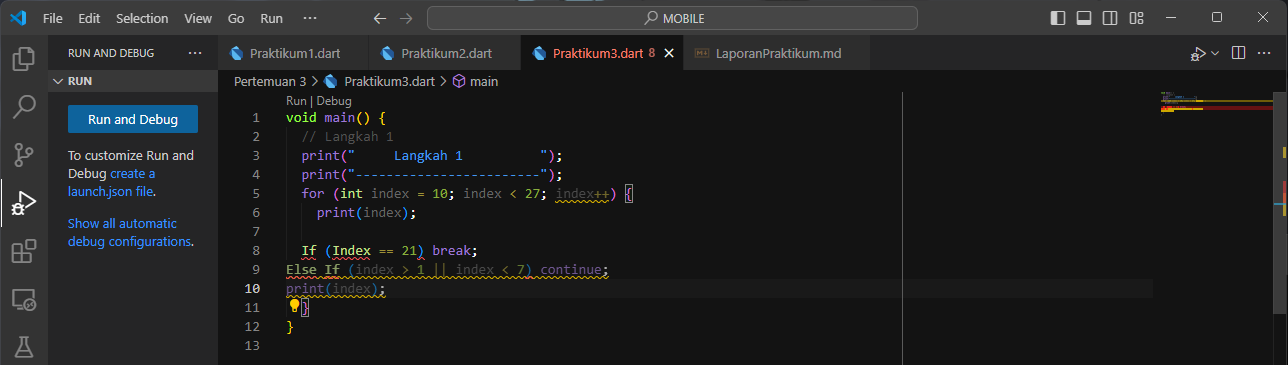 File Edit Selection View Go Run ··· MOBILE
RUN AND DEBUG ···
Praktikum1.dart Praktikum2.dart Praktikum3.dart 8 LaporanPraktikum.md
RUN
Run and Debug
To customize Run and
Debug create a
launch.json file.
Show all automatic
debug configurations.
Pertemuan 3 > Praktikum3.dart > main
Run | Debug
1 void main() {
2 // Langkah 1
3 print("     Langkah 1          ");
4 print("------------------------");
5 for (int index = 10; index < 27; index++) {
6 print(index);
7
8 If (Index == 21) break;
9 Else If (index > 1 || index < 7) continue;
10 print(index);
11 }
12 }
13